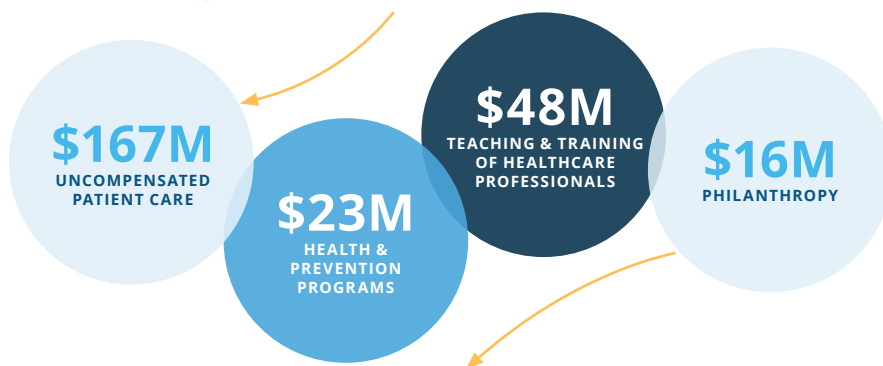 $167M
UNCOMPENSATED
PATIENT CARE
$23M
HEALTH &
PREVENTION
PROGRAMS
$48M
TEACHING & TRAINING
OF HEALTHCARE
PROFESSIONALS
$16M
PHILANTHROPY